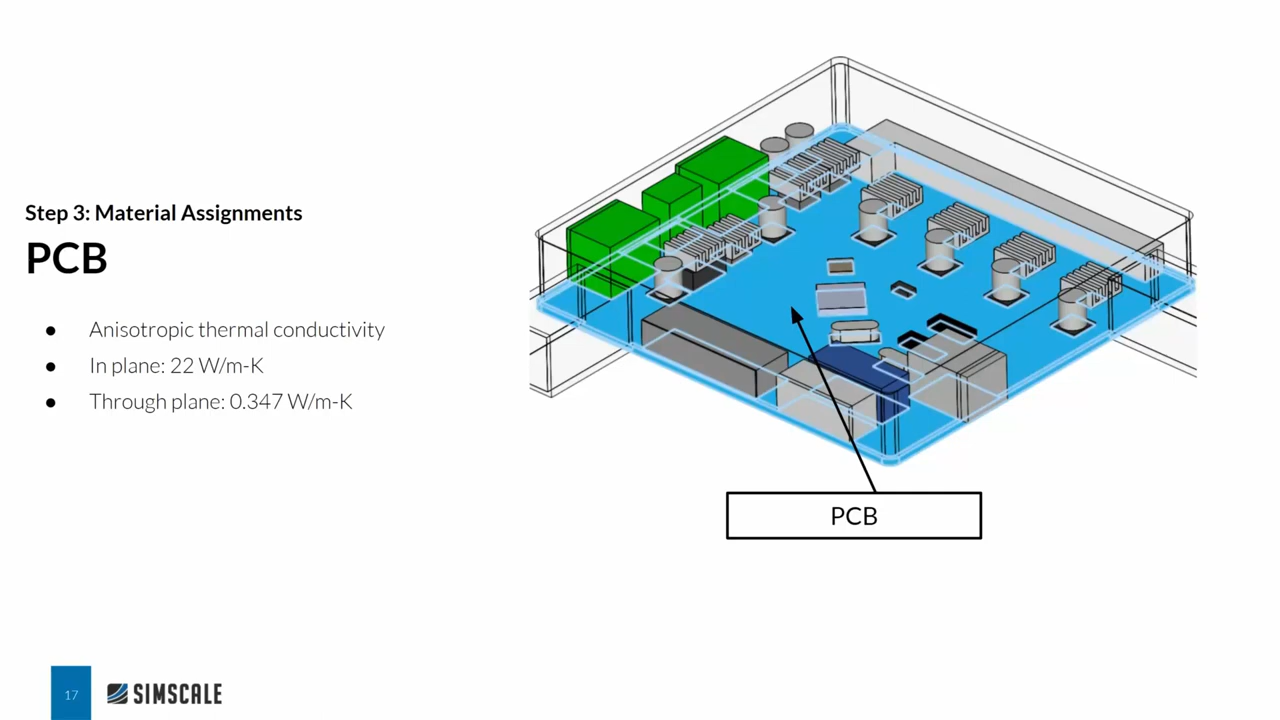 Step 3: Material Assignments
PCB
● Anisotropic thermal conductivity
● In plane: 22 W/m-K
● Through plane: 0.347 W/m-K
PCB
17
SIMSCALE